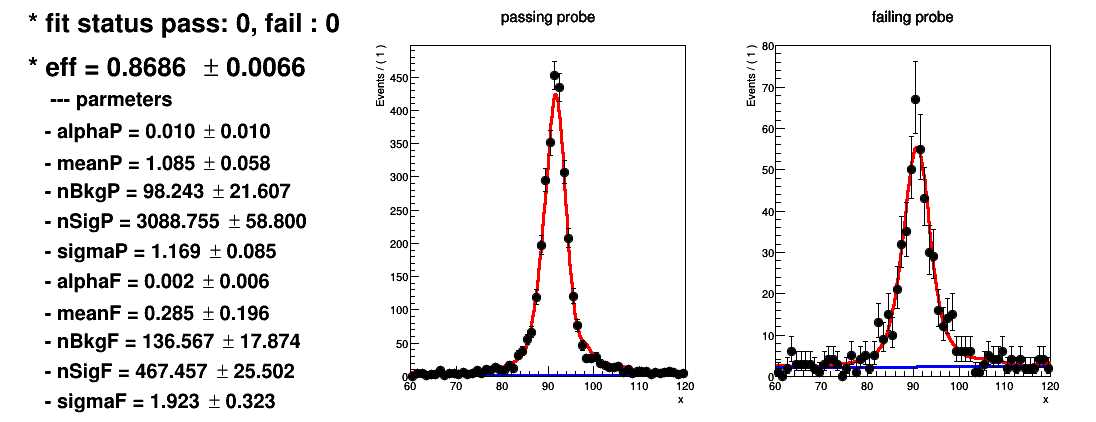 * fit status pass: 0, fail : 0
* eff = 0.8686 ± 0.0066
--- parmeters
- alphaP = 0.010 ± 0.010
- meanP = 1.085 ± 0.058
- nBkgP = 98.243 ± 21.607
- nSigP = 3088.755 ± 58.800
- sigmaP = 1.169 ± 0.085
- alphaF = 0.002 ± 0.006
- meanF = 0.285 ± 0.196
- nBkgF = 136.567 ± 17.874
- nSigF = 467.457 ± 25.502
- sigmaF = 1.923 ± 0.323
passing probe
Events / ( 1 )
450
400
350
300
250
200
150
100
50
0
60 70 80 90 100 110 120
x
failing probe
Events / ( 1 )
80
70
60
50
40
30
20
10
0
60 70 80 90 100 110 120
x